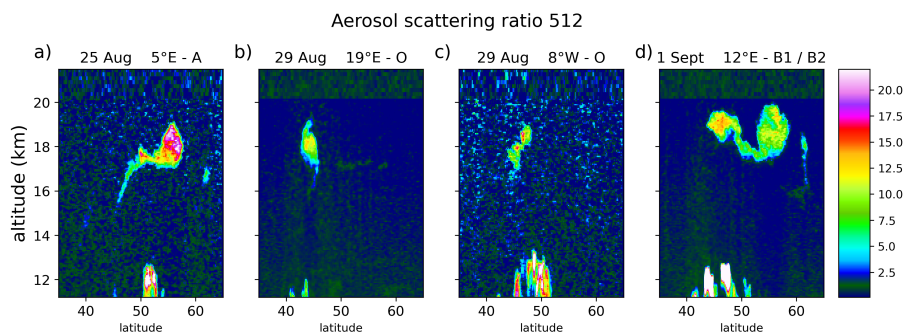 Aerosol scattering ratio 512
a) 25 Aug 5°E - A
b) 29 Aug 19°E - O
c) 29 Aug 8°W - O
d) 1 Sept 12°E - B1 / B2
altitude (km)
20
18
16
14
12
40 50 60
40 50 60
40 50 60
40 50 60
latitude
latitude
latitude
latitude
20.0
17.5
15.0
12.5
10.0
7.5
5.0
2.5